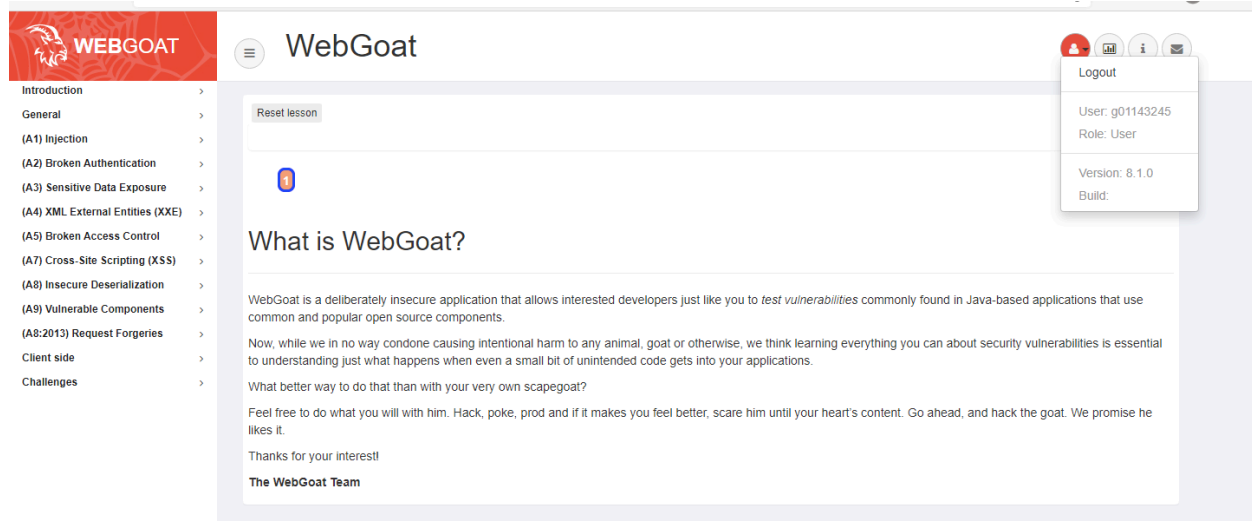 WEBGOAT
WebGoat
Logout
User: g01143245
Role: User
Version: 8.1.0
Build:
Introduction
General
(A1) Injection
(A2) Broken Authentication
(A3) Sensitive Data Exposure
(A4) XML External Entities (XXE)
(A5) Broken Access Control
(A7) Cross-Site Scripting (XSS)
(A8) Insecure Deserialization
(A9) Vulnerable Components
(A8:2013) Request Forgeries
Client side
Challenges
Reset lesson
1
What is WebGoat?
WebGoat is a deliberately insecure application that allows interested developers just like you to test vulnerabilities commonly found in Java-based applications that use
common and popular open source components.
Now, while we in no way condone causing intentional harm to any animal, goat or otherwise, we think learning everything you can about security vulnerabilities is essential
to understanding just what happens when even a small bit of unintended code gets into your applications.
What better way to do that than with your very own scapegoat?
Feel free to do what you will with him. Hack, poke, prod and if it makes you feel better, scare him until your heart's content. Go ahead, and hack the goat. We promise he
likes it.
Thanks for your interest!
The WebGoat Team